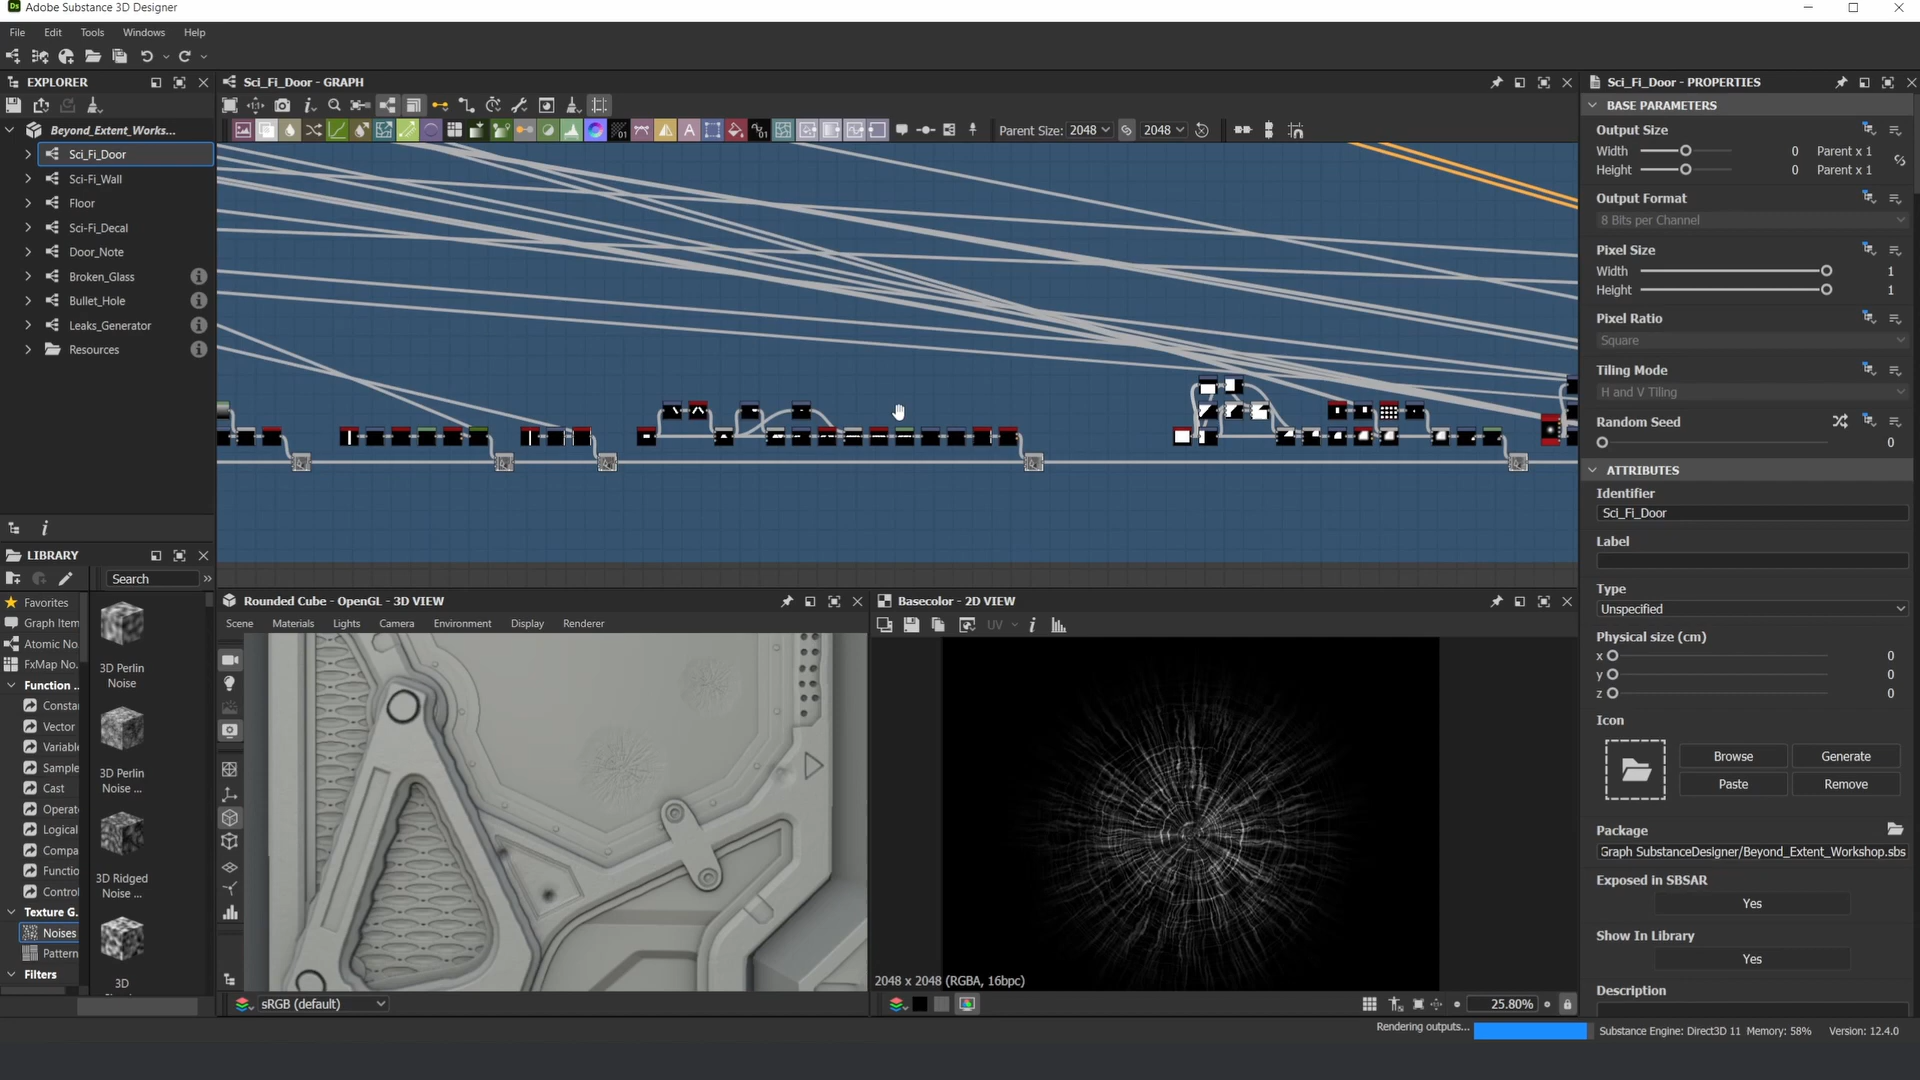 Adobe Substance 3D Designer
File Edit Tools Windows Help
EXPLORER
Beyond_Extent_Works...
Sci_Fi_Door
Sci-Fi_Wall
Floor
Sci-Fi_Decal
Door_Note
Broken_Glass
Bullet_Hole
Leaks_Generator
Resources
LIBRARY
Search
Favorites
Graph Item
Atomic No
FxMap No.
Function ..
Consta
Vector
Variable
Sample
Cast
Operat
Logical
Compa
Functio
Control
Texture G.
Noises
Pattern
Filters
3D Perlin
Noise
3D Perlin
Noise ...
3D Ridged
Noise ...
3D
Sci_Fi_Door - GRAPH
Parent Size: 2048 2048
Rounded Cube - OpenGL - 3D VIEW
Scene Materials Lights Camera Environment Display Renderer
sRGB (default)
Basecolor - 2D VIEW
UV
2048 x 2048 (RGBA, 16bpc)
25.80%
Sci_Fi_Door - PROPERTIES
BASE PARAMETERS
Output Size
Width 0 Parent x 1
Height 0 Parent x 1
Output Format
8 BIts per Channel
Pixel Size
Width 1
Height 1
Pixel Ratio
Square
Tiling Mode
H and V Tiling
Random Seed
0
ATTRIBUTES
Identifier
Sci_Fi_Door
Label
Type
Unspecified
Physical size (cm)
x 0
y 0
z 0
Icon
Browse Generate
Paste Remove
Package
Graph SubstanceDesigner/Beyond_Extent_Workshop.sbs
Exposed in SBSAR
Yes
Show In Library
Yes
Description
Rendering outputs... Substance Engine: Direct3D 11 Memory: 58% Version: 12.4.0